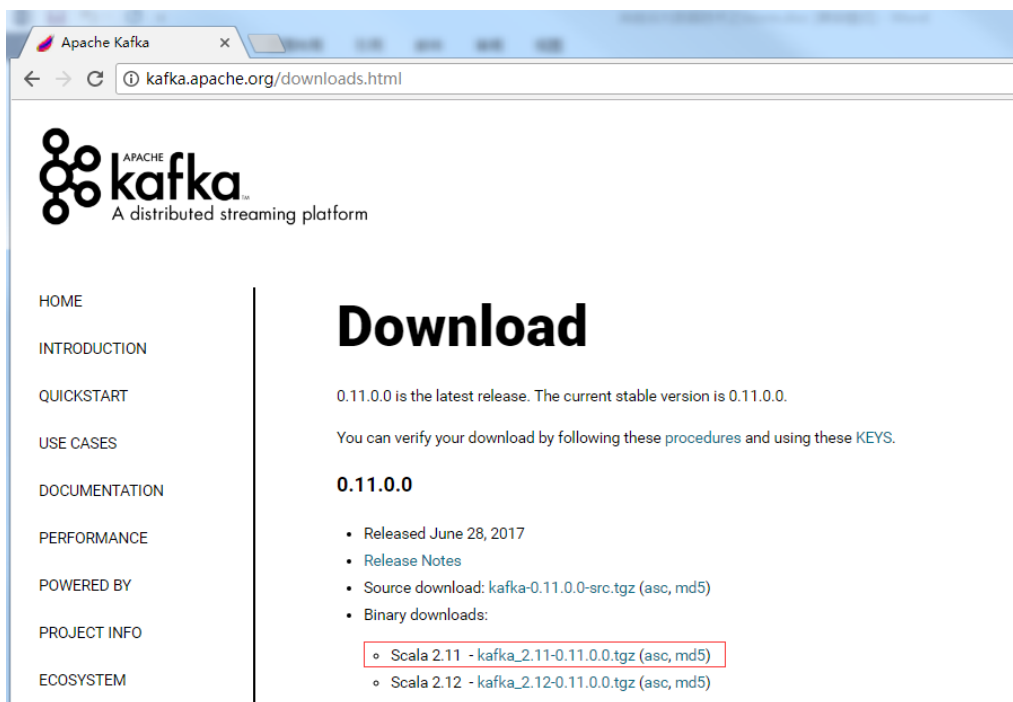 Apache Kafka
kafka.apache.org/downloads.html
APACHE
kafka
TM
A distributed streaming platform
HOME
INTRODUCTION
QUICKSTART
USE CASES
DOCUMENTATION
PERFORMANCE
POWERED BY
PROJECT INFO
ECOSYSTEM
Download
0.11.0.0 is the latest release. The current stable version is 0.11.0.0.
You can verify your download by following these procedures and using these KEYS.
0.11.0.0
• Released June 28, 2017
• Release Notes
• Source download: kafka-0.11.0.0-src.tgz (asc, md5)
• Binary downloads:
◦ Scala 2.11 - kafka_2.11-0.11.0.0.tgz (asc, md5)
◦ Scala 2.12 - kafka_2.12-0.11.0.0.tgz (asc, md5)